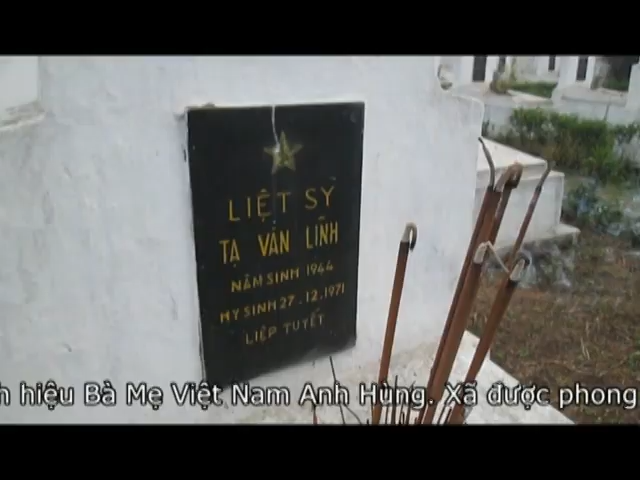 LIỆT SỸ
TẠ VĂN LĨNH
NĂM SINH 1944
HY SINH 27.12.1971
LIỆP TUYẾT
hiệu Bà Mẹ Việt Nam Anh Hùng. Xã được phong